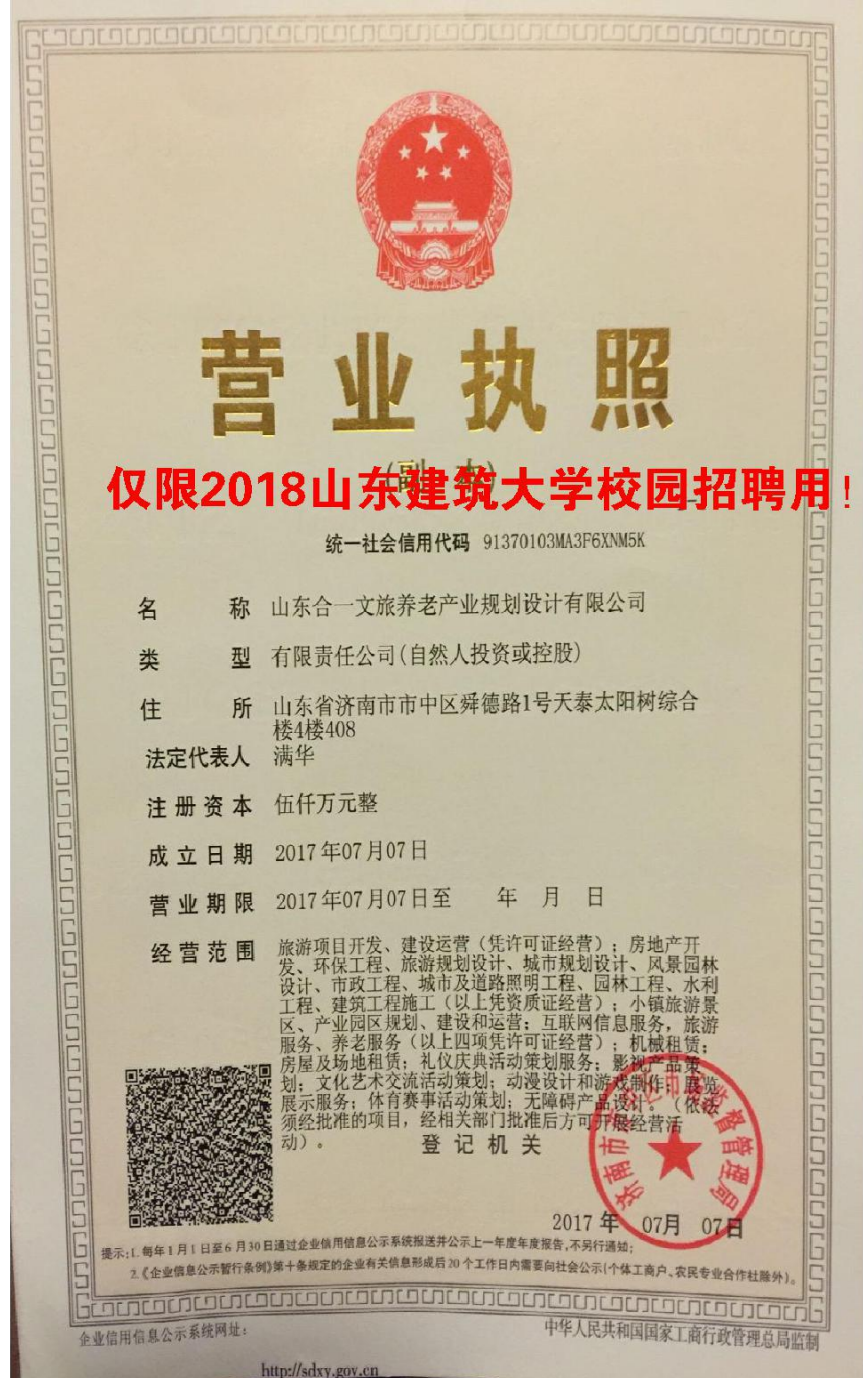 营业执照
(副本)
仅限2018山东建筑大学校园招聘用！
统一社会信用代码 91370103MA3F6XNM5K
名称 山东合一文旅养老产业规划设计有限公司
类型 有限责任公司(自然人投资或控股)
住所 山东省济南市市中区舜德路1号天泰太阳树综合
楼4楼408
法定代表人 满华
注册资本 伍仟万元整
成立日期 2017年07月07日
营业期限 2017年07月07日至 年 月 日
经营范围 旅游项目开发、建设运营（凭许可证经营）；房地产开
发、环保工程、旅游规划设计、城市规划设计、风景园林
设计、市政工程、城市及道路照明工程、园林工程、水利
工程、建筑工程施工（以上凭资质证经营）；小镇旅游景
区、产业园区规划、建设和运营；互联网信息服务，旅游
服务、养老服务（以上四项凭许可证经营）；机械租赁；
房屋及场地租赁；礼仪庆典活动策划服务；影视产品策
划；文化艺术交流活动策划；动漫设计和游戏制作；展览
展示服务；体育赛事活动策划；无障碍产品设计。（依法
须经批准的项目，经相关部门批准后方可开展经营活
动）。
登记机关
济南市市 监督管理局
2017年 07月 07日
提示:1.每年1月1日至6月30日通过企业信用信息公示系统报送并公示上一年度年度报告,不另行通知;
2.《企业信息公示暂行条例》第十条规定的企业有关信息形成后20个工作日内需要向社会公示(个体工商户、农民专业合作社除外)。
企业信用信息公示系统网址:
中华人民共和国国家工商行政管理总局监制
http://sdxy.gov.cn